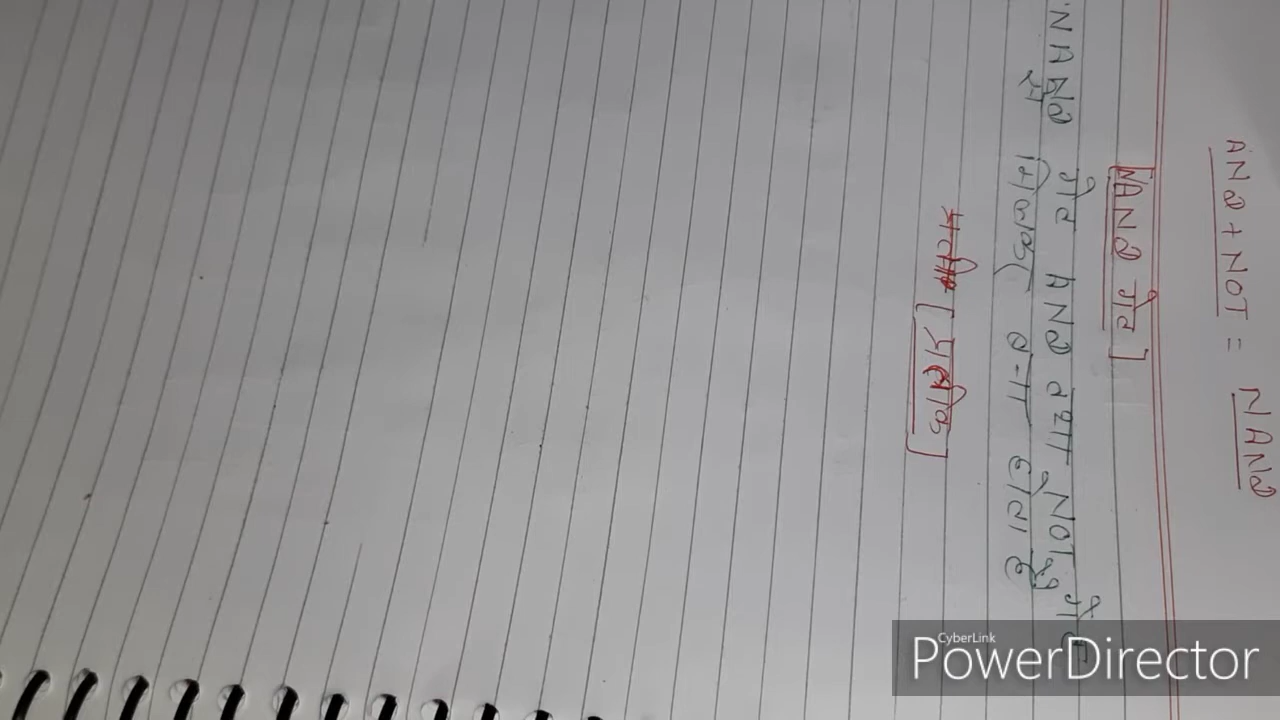 AND + NOT = NAND
[NAND गेट]
NAND गेट AND तथा NOT गेट
से मिलकर बना होता है
[प्रतीक]
CyberLink
PowerDirector